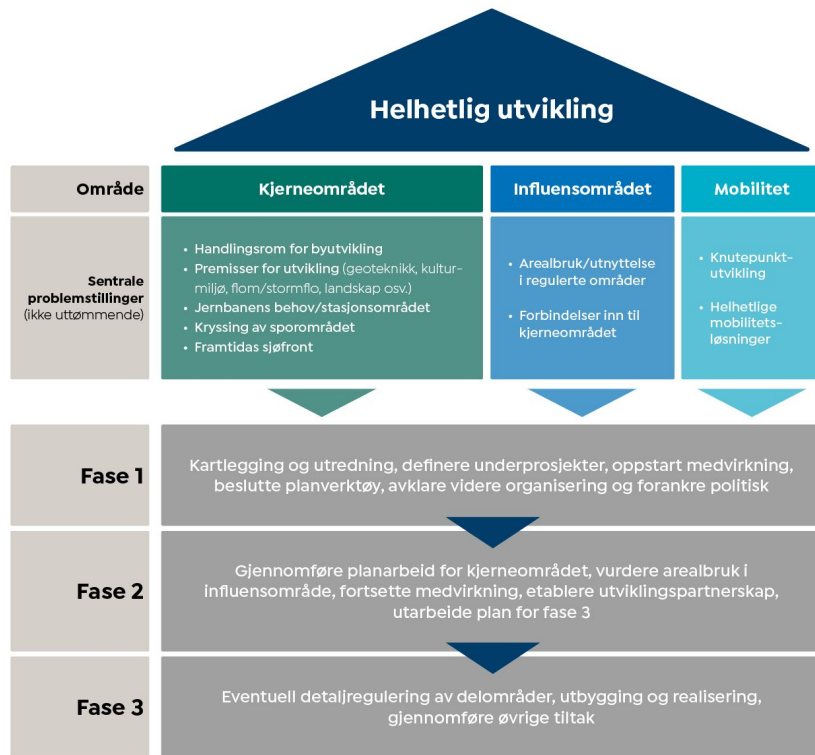 Helhetlig utvikling
Område
Kjerneområdet
Influensområdet
Mobilitet
Sentrale
problemstillinger
(ikke uttømmende)
• Handlingsrom for byutvikling
• Premisser for utvikling (geoteknikk, kultur-
miljø, flom/stormflo, landskap osv.)
• Jernbanens behov/stasjonsområdet
• Kryssing av sporområdet
• Framtidas sjøfront
• Arealbruk/utnyttelse
i regulerte områder
• Forbindelser inn til
kjerneområdet
• Knutepunkt-
utvikling
• Helhetlige
mobilitets-
løsninger
Fase 1
Kartlegging og utredning, definere underprosjekter, oppstart medvirkning,
beslutte planverktøy, avklare videre organisering og forankre politisk
Fase 2
Gjennomføre planarbeid for kjerneområdet, vurdere arealbruk i
influensområde, fortsette medvirkning, etablere utviklingspartnerskap,
utarbeide plan for fase 3
Fase 3
Eventuell detaljregulering av delområder, utbygging og realisering,
gjennomføre øvrige tiltak